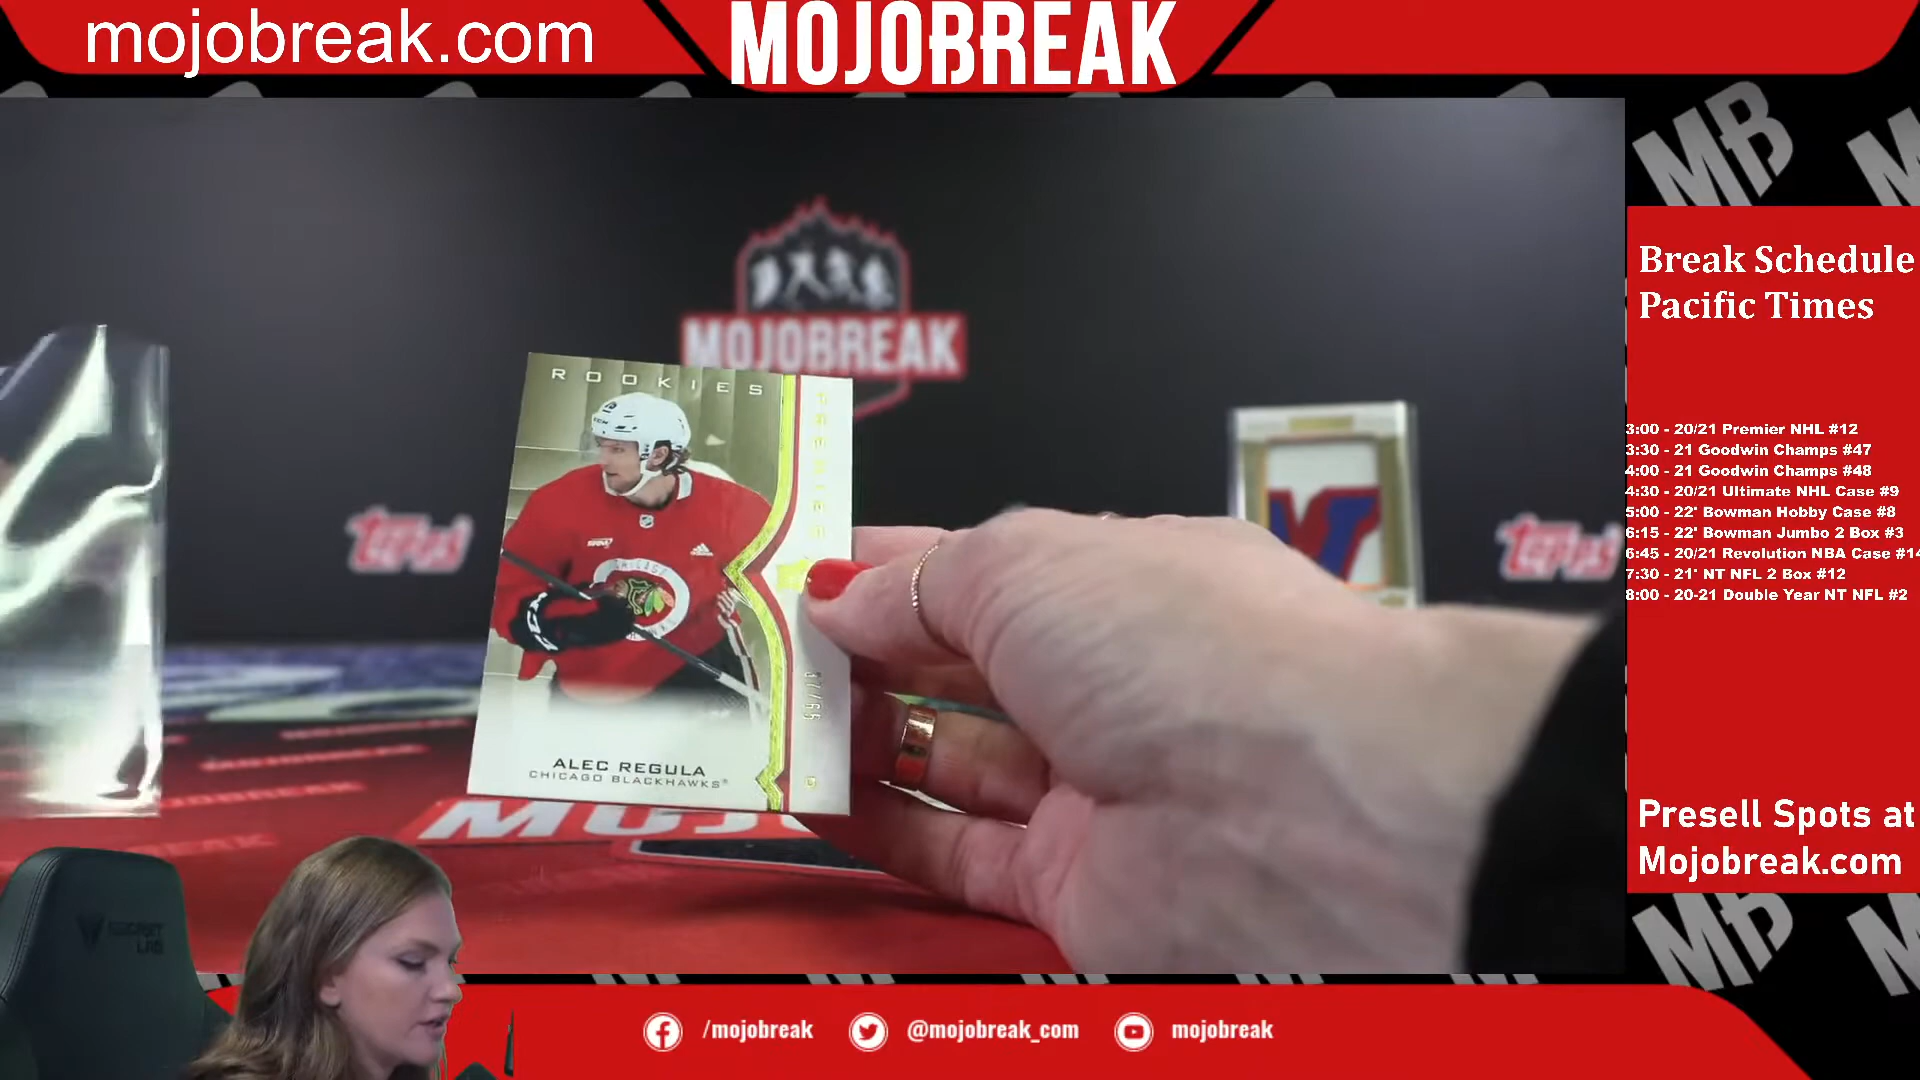 mojobreak.com
MOJOBREAK
MB
Break Schedule
Pacific Times
MOJOBREAK
ROOKIES
topps
topps
3:00 - 20/21 Premier NHL #12
3:30 - 21 Goodwin Champs #47
4:00 - 21 Goodwin Champs #48
4:30 - 20/21 Ultimate NHL Case #9
5:00 - 22' Bowman Hobby Case #8
6:15 - 22' Bowman Jumbo 2 Box #3
6:45 - 20/21 Revolution NBA Case #14
7:30 - 21' NT NFL 2 Box #12
8:00 - 20-21 Double Year NT NFL #2
CHICAGO
ALEC REGULA
CHICAGO BLACKHAWKS®
Presell Spots at
Mojobreak.com
SECRET
LAB
MB
/mojobreak
@mojobreak_com
mojobreak